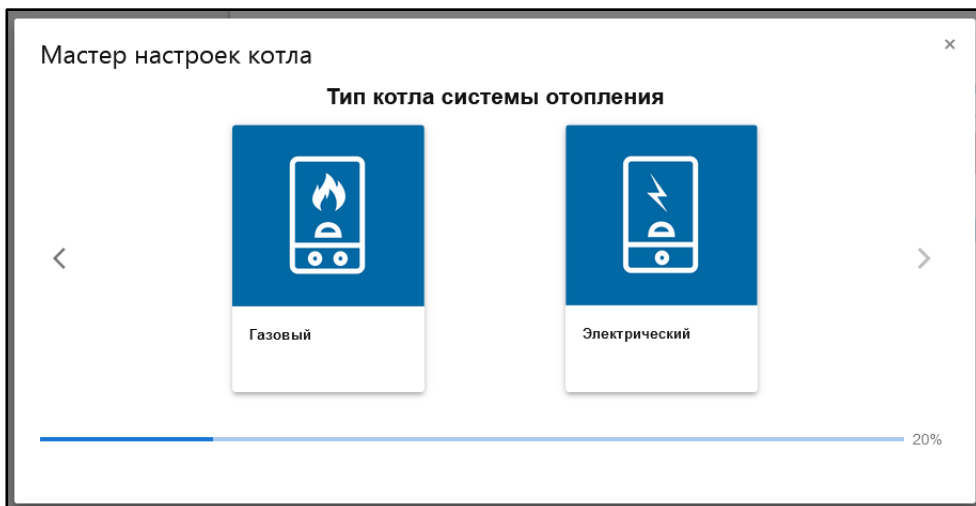 Мастер настроек котла
Тип котла системы отопления
Газовый
Электрический
20%